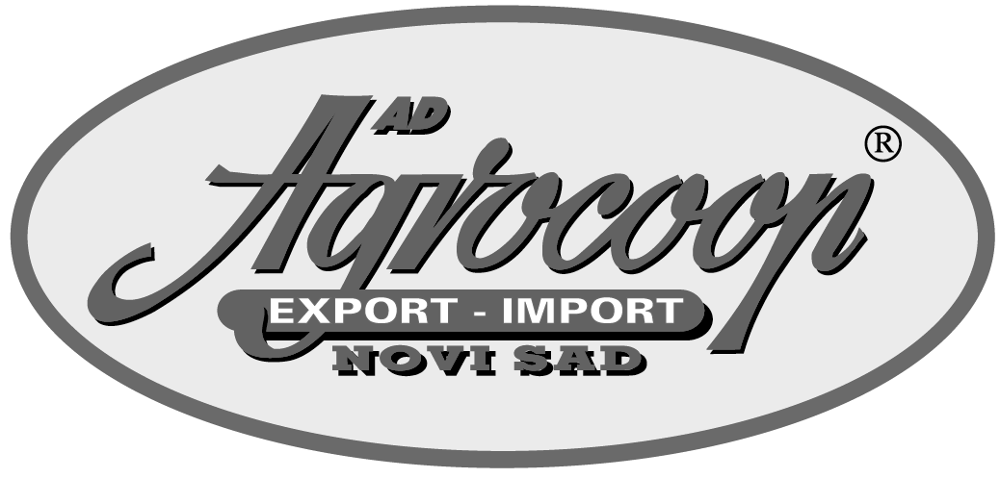 AD
Agrocoop ®
EXPORT - IMPORT
NOVI SAD